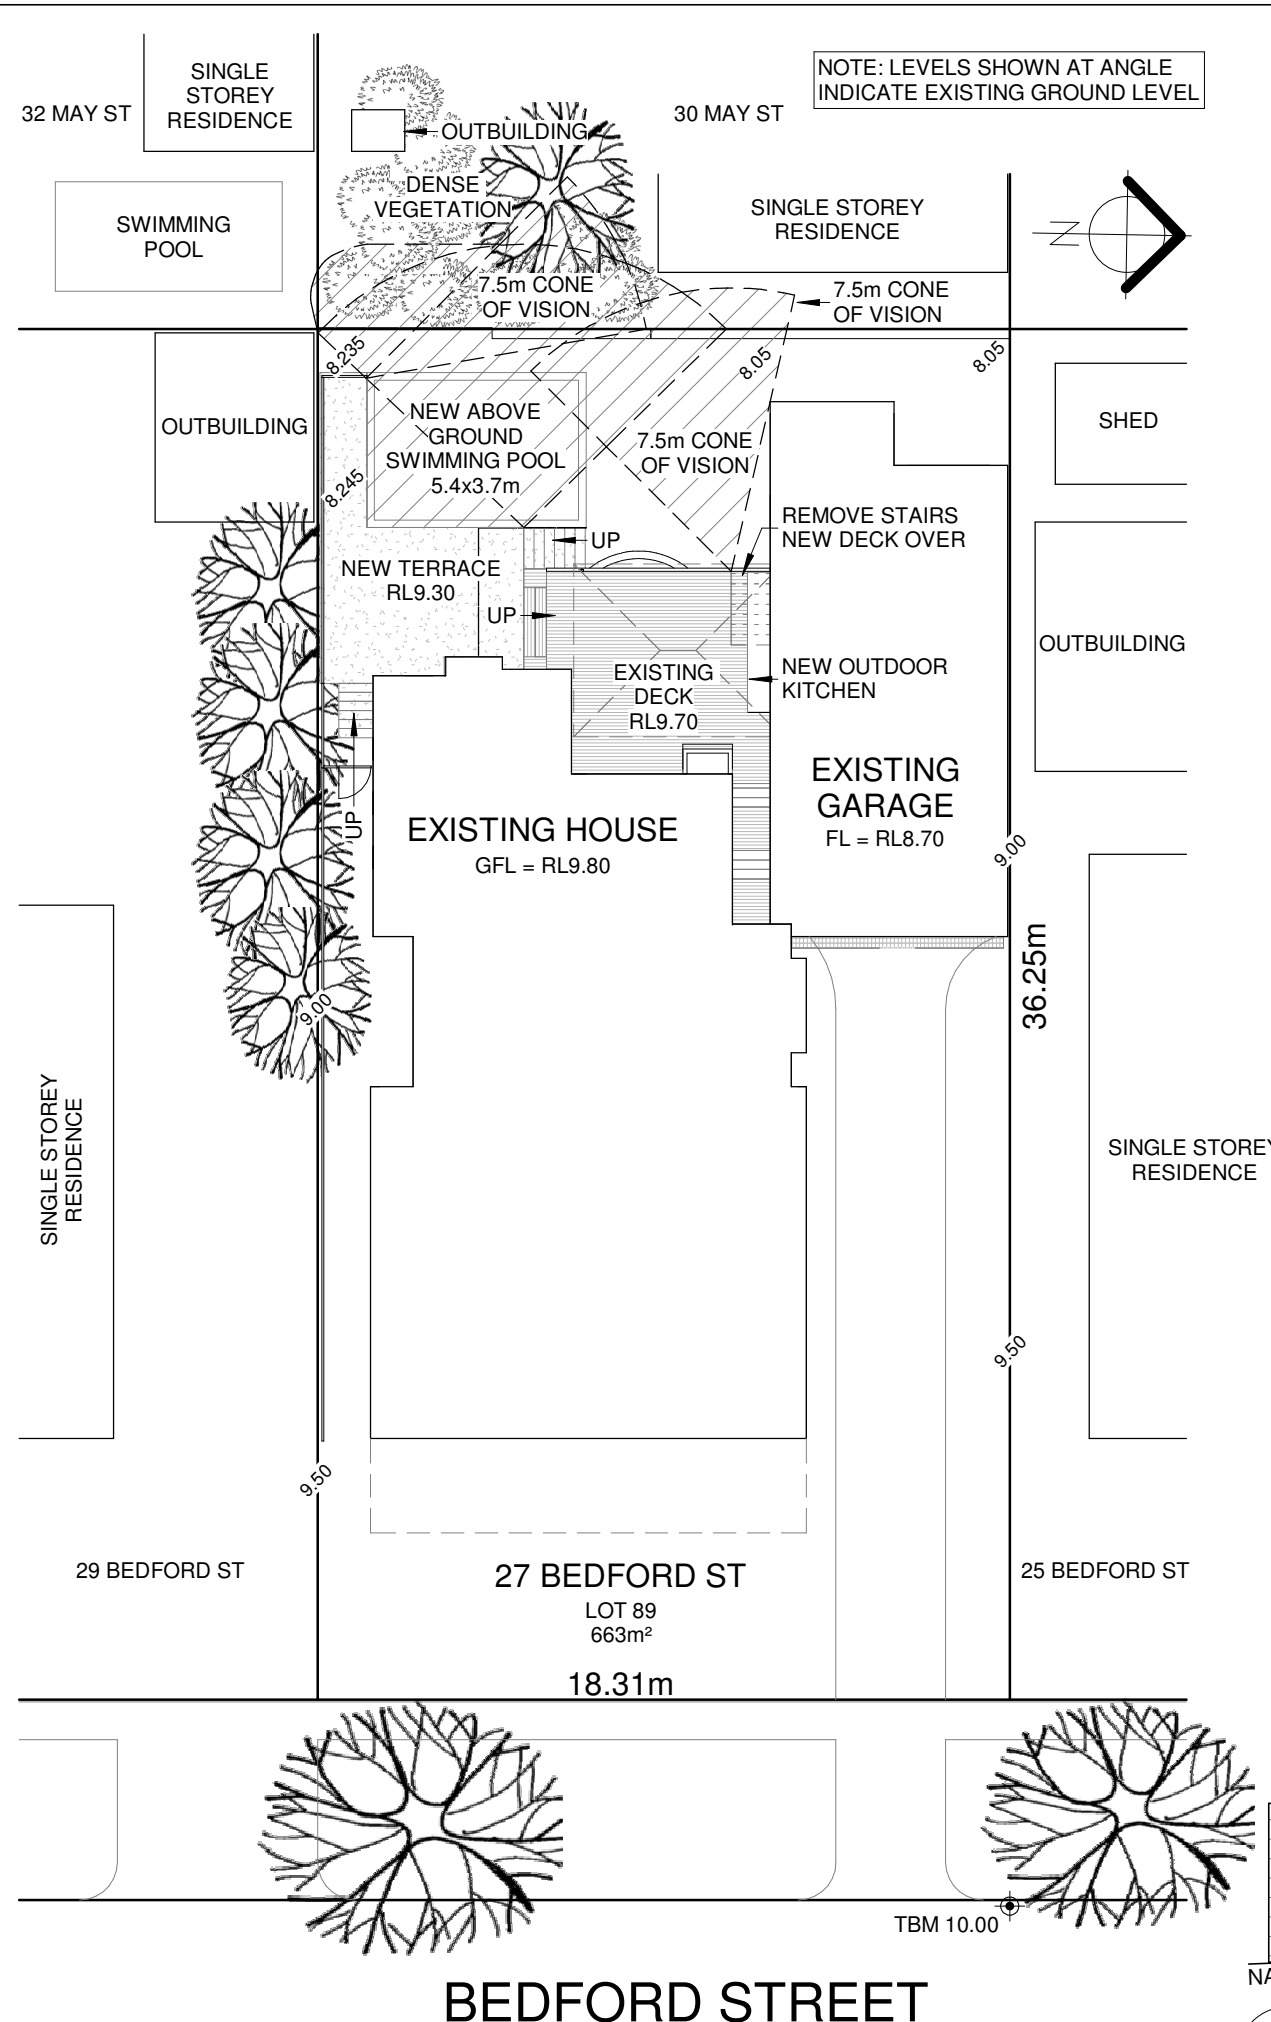 NOTE: LEVELS SHOWN AT ANGLE
INDICATE EXISTING GROUND LEVEL
32 MAY ST
SINGLE
STOREY
RESIDENCE
OUTBUILDING
30 MAY ST
DENSE
VEGETATION
SWIMMING
POOL
SINGLE STOREY
RESIDENCE
N
7.5m CONE
OF VISION
7.5m CONE
OF VISION
8.235
8.05
8.05
OUTBUILDING
NEW ABOVE
GROUND
SWIMMING POOL
5.4x3.7m
7.5m CONE
OF VISION
SHED
8.245
REMOVE STAIRS
NEW DECK OVER
UP
NEW TERRACE
RL9.30
UP
OUTBUILDING
EXISTING
DECK
RL9.70
NEW OUTDOOR
KITCHEN
EXISTING
GARAGE
FL = RL8.70
UP
EXISTING HOUSE
GFL = RL9.80
9.00
36.25m
9.00
SINGLE STOREY
RESIDENCE
SINGLE STOREY
RESIDENCE
9.50
9.50
29 BEDFORD ST
27 BEDFORD ST
LOT 89
663m²
25 BEDFORD ST
18.31m
TBM 10.00
NA
BEDFORD STREET